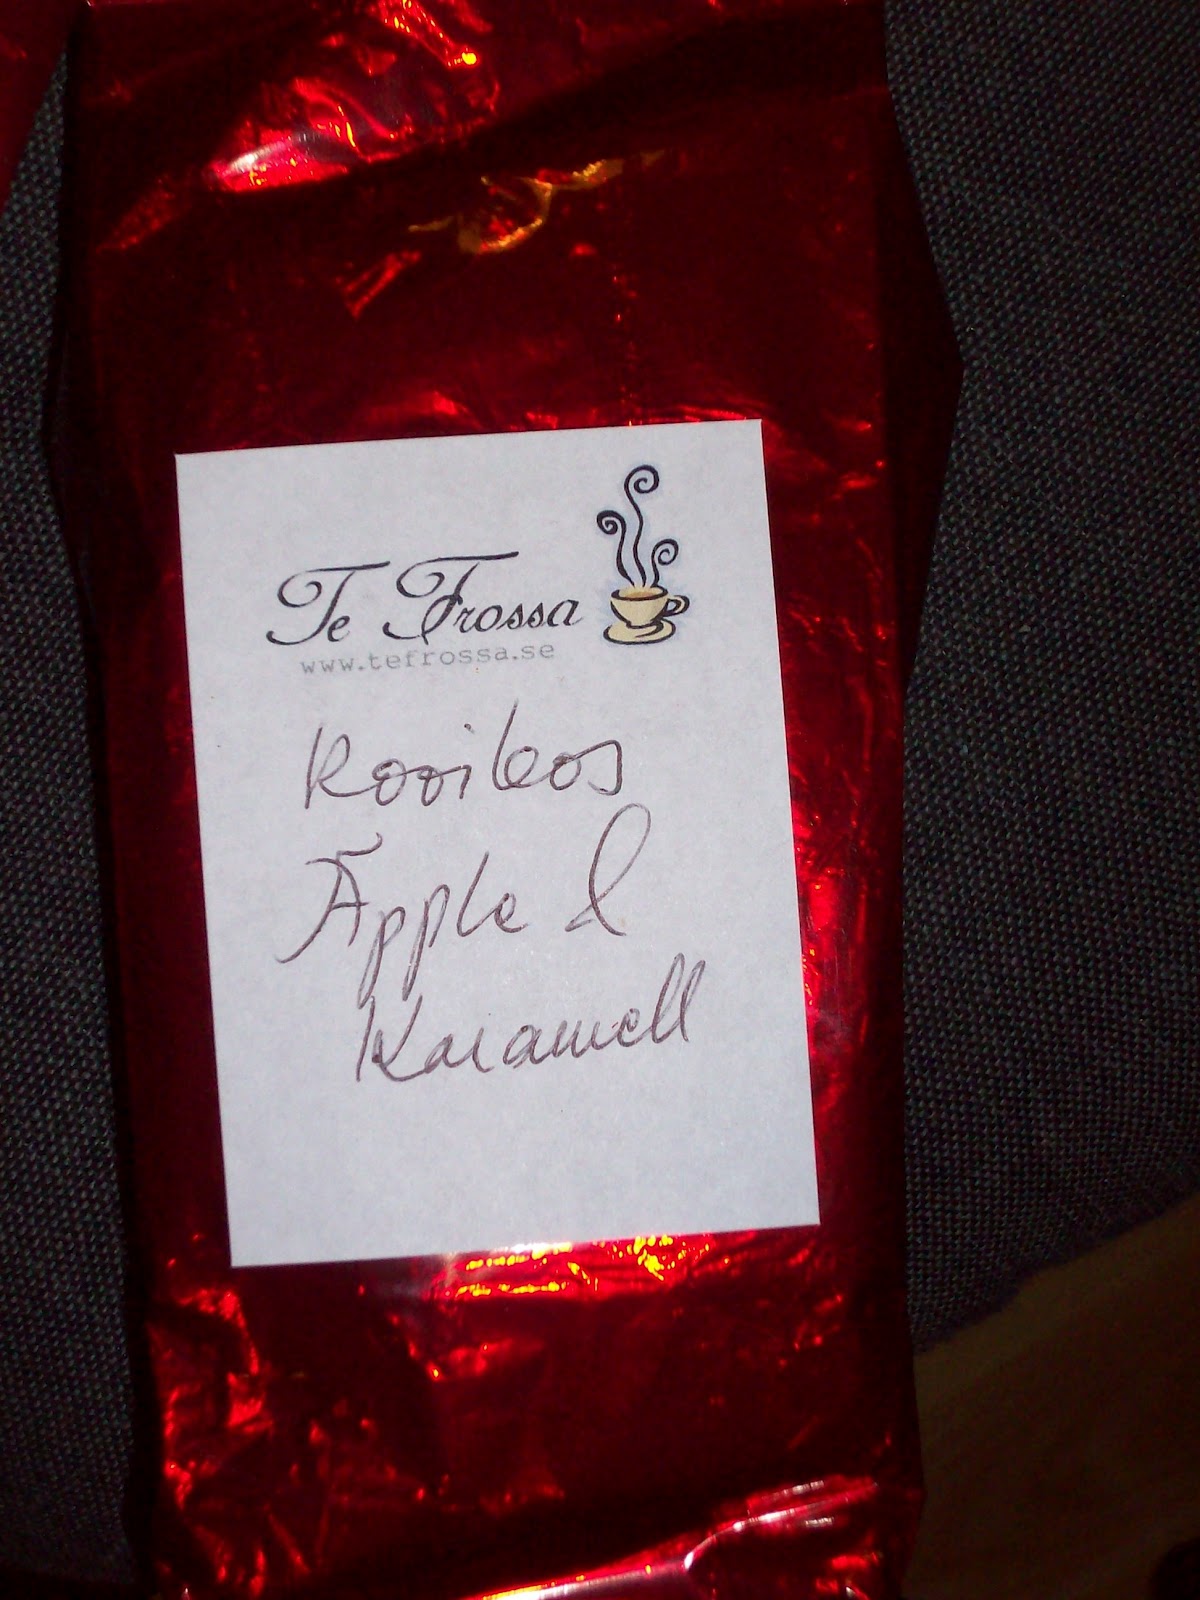 Te Frossa
www.tefrossa.se
Rooibos
Äpple &
Karamell